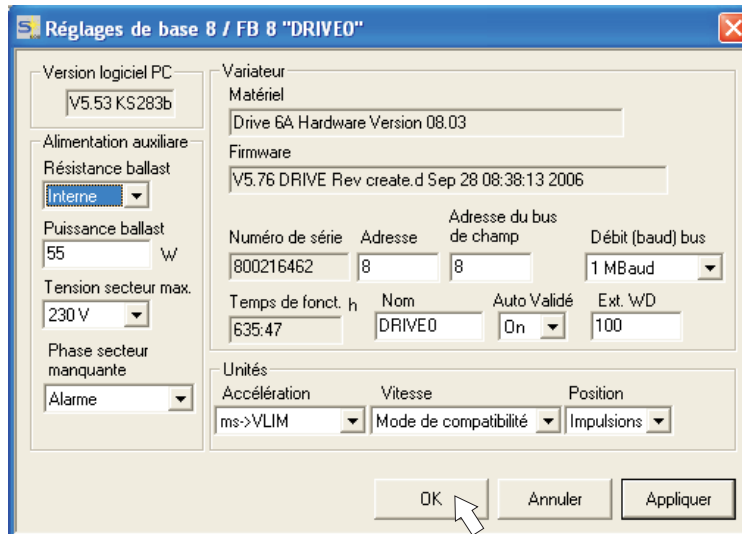 Réglages de base 8 / FB 8 "DRIVE0"
Version logiciel PC
V5.53 KS283b
Alimentation auxiliare
Résistance ballast
Interne
Puissance ballast
55 W
Tension secteur max.
230 V
Phase secteur
manquante
Alarme
Variateur
Matériel
Drive 6A Hardware Version 08.03
Firmware
V5.76 DRIVE Rev create.d Sep 28 08:38:13 2006
Numéro de série
800216462
Adresse
8
Adresse du bus
de champ
8
Débit (baud) bus
1 MBaud
Temps de fonct. h
635:47
Nom
DRIVE0
Auto Validé
On
Ext. WD
100
Unités
Accélération
ms->VLIM
Vitesse
Mode de compatibilité
Position
Impulsions
OK
Annuler
Appliquer